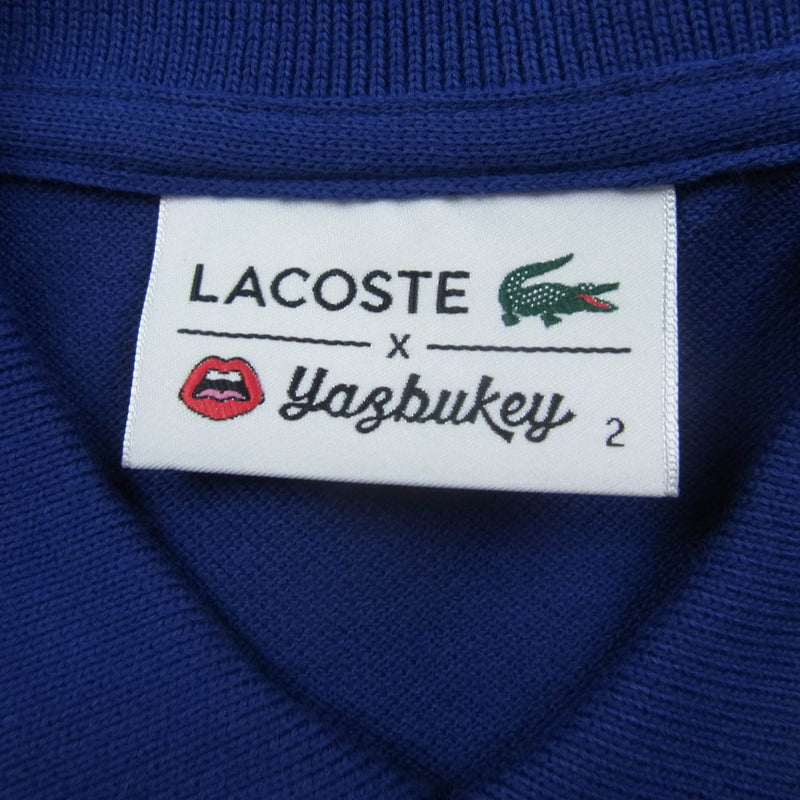 LACOSTE
x
yazbukey 2